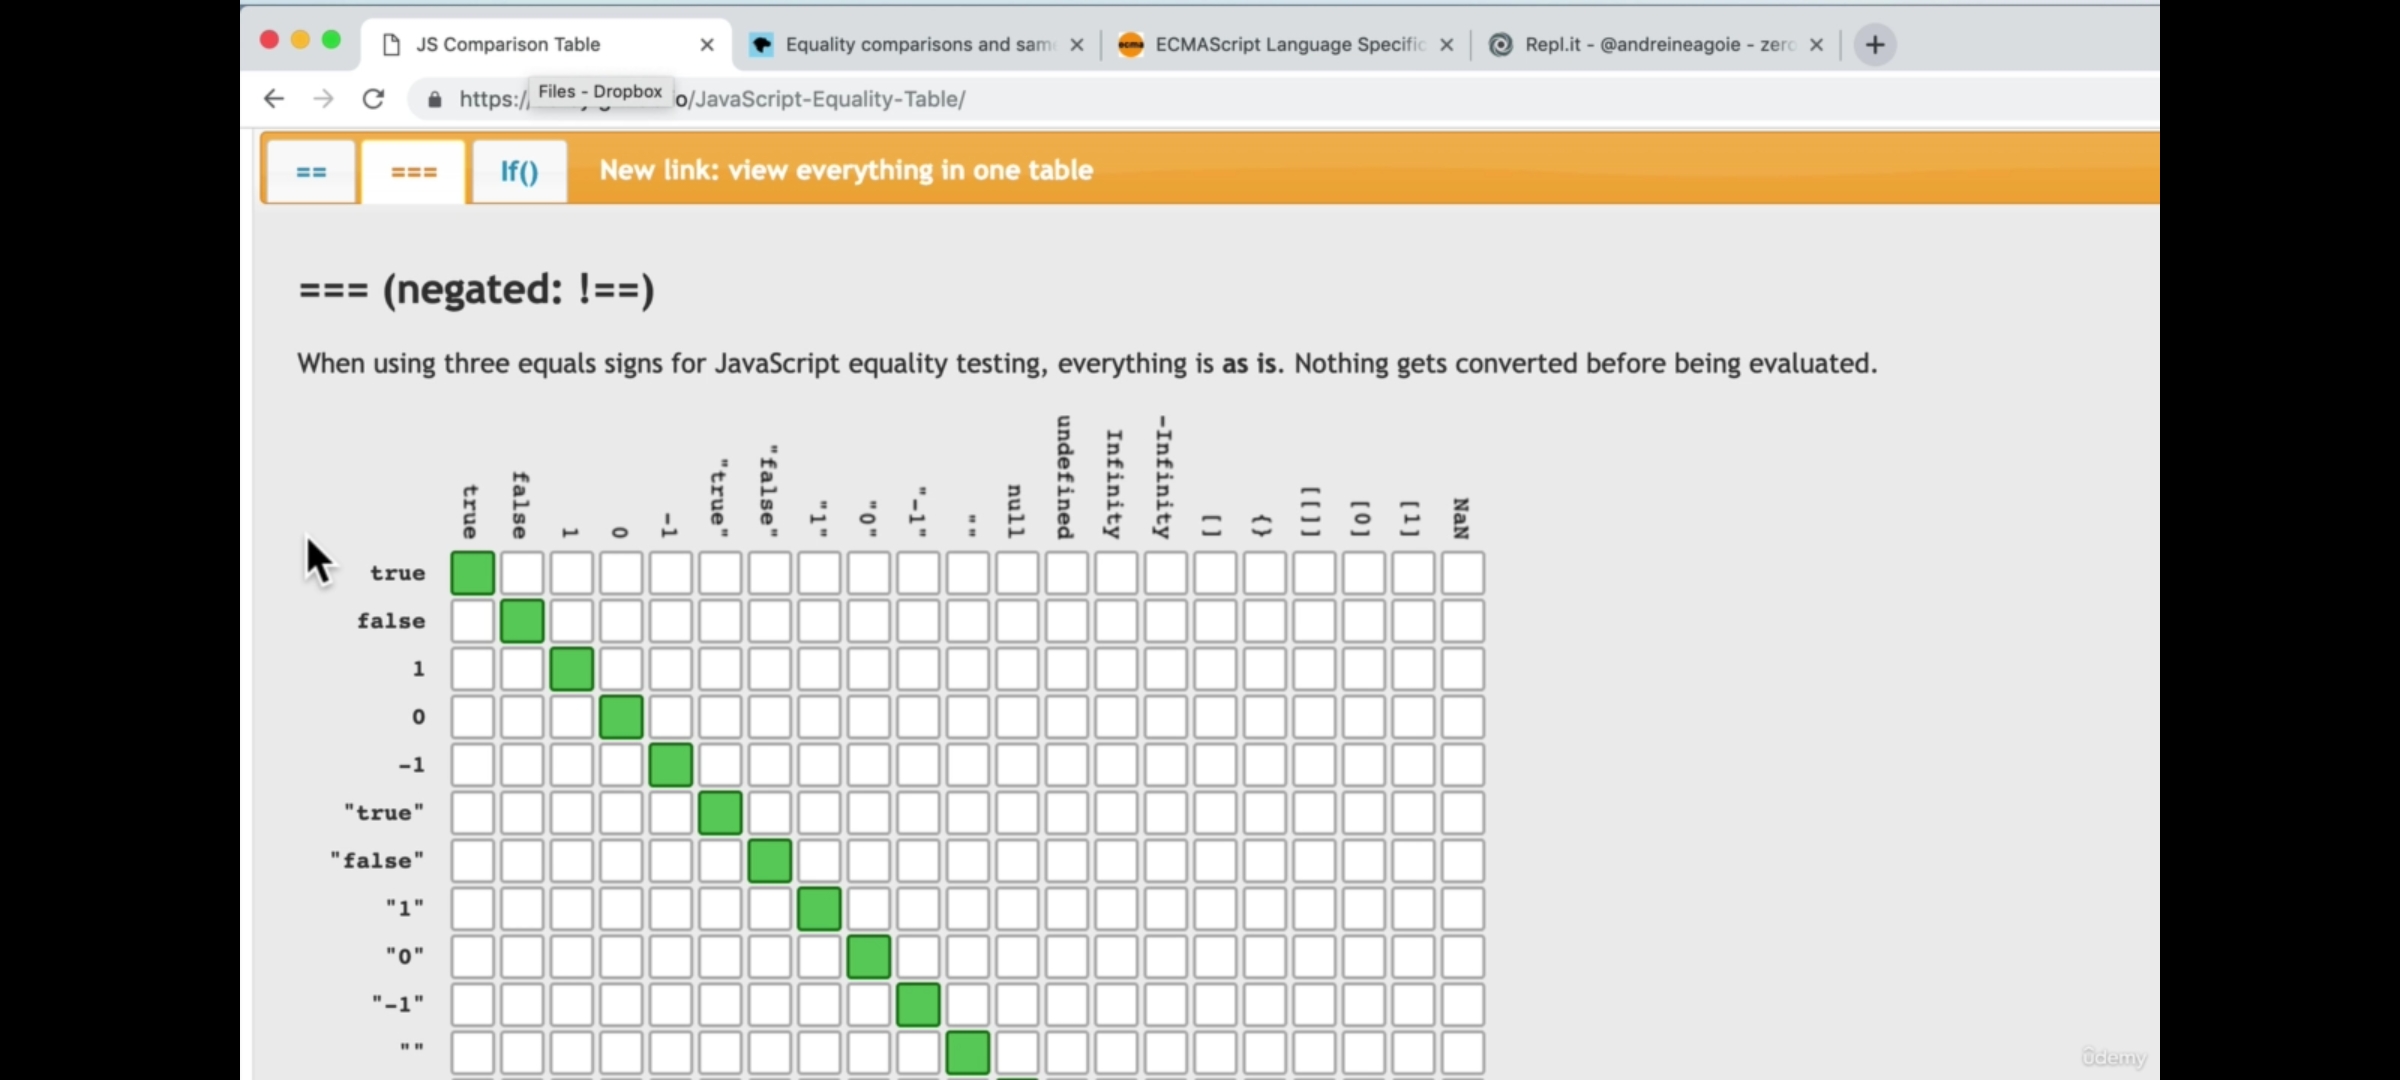 JS Comparison Table
Equality comparisons and sam
ECMAScript Language Specific
Repl.it - @andreineagoie - zero
https://
Files - Dropbox
o/JavaScript-Equality-Table/
==
===
If()
New link: view everything in one table
=== (negated: !==)
When using three equals signs for JavaScript equality testing, everything is as is. Nothing gets converted before being evaluated.
true
false
1
0
-1
"true"
"false"
"1"
"0"
"-1"
""
null
undefined
Infinity
-Infinity
[]
{}
[[]]
[0]
[1]
NaN
true
false
1
0
-1
"true"
"false"
"1"
"0"
"-1"
""
ûdemy